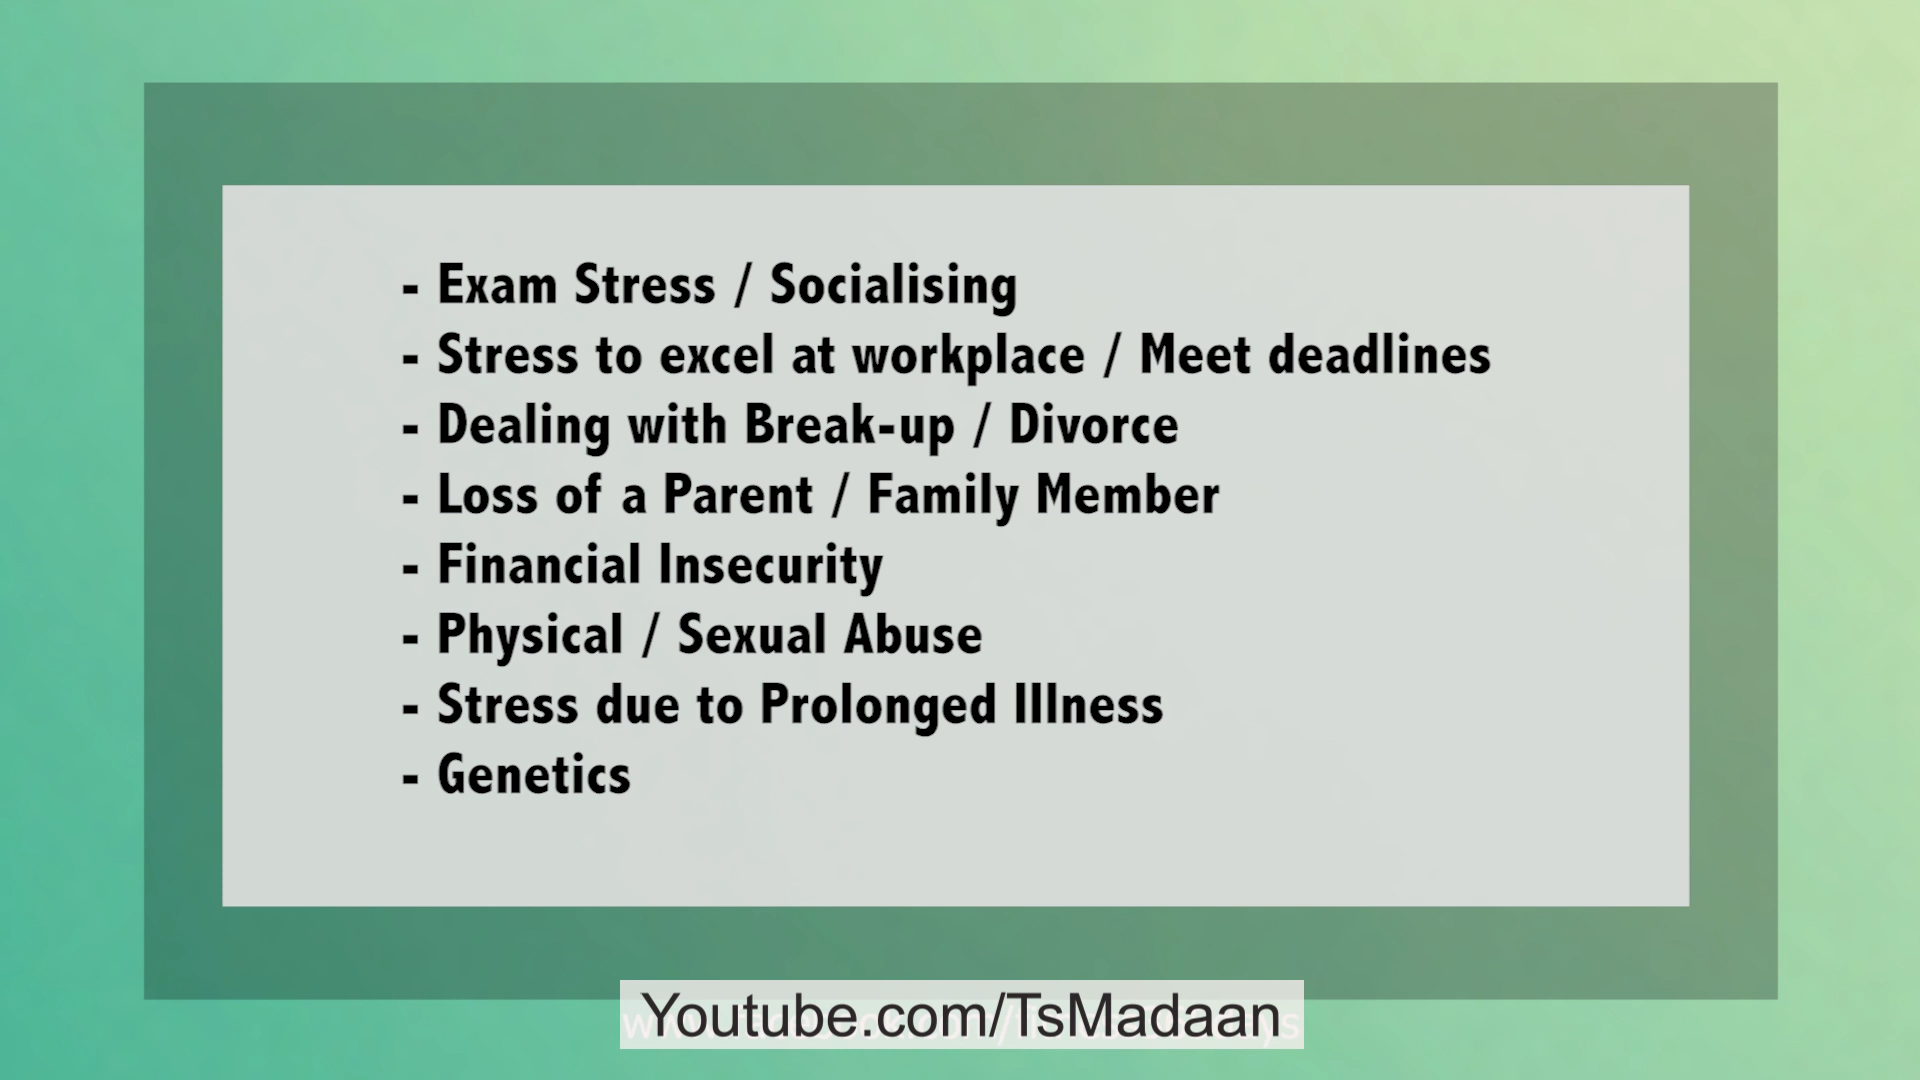 - Exam Stress / Socialising
- Stress to excel at workplace / Meet deadlines
- Dealing with Break-up / Divorce
- Loss of a Parent / Family Member
- Financial Insecurity
- Physical / Sexual Abuse
- Stress due to Prolonged Illness
- Genetics
Youtube.com/TsMadaan